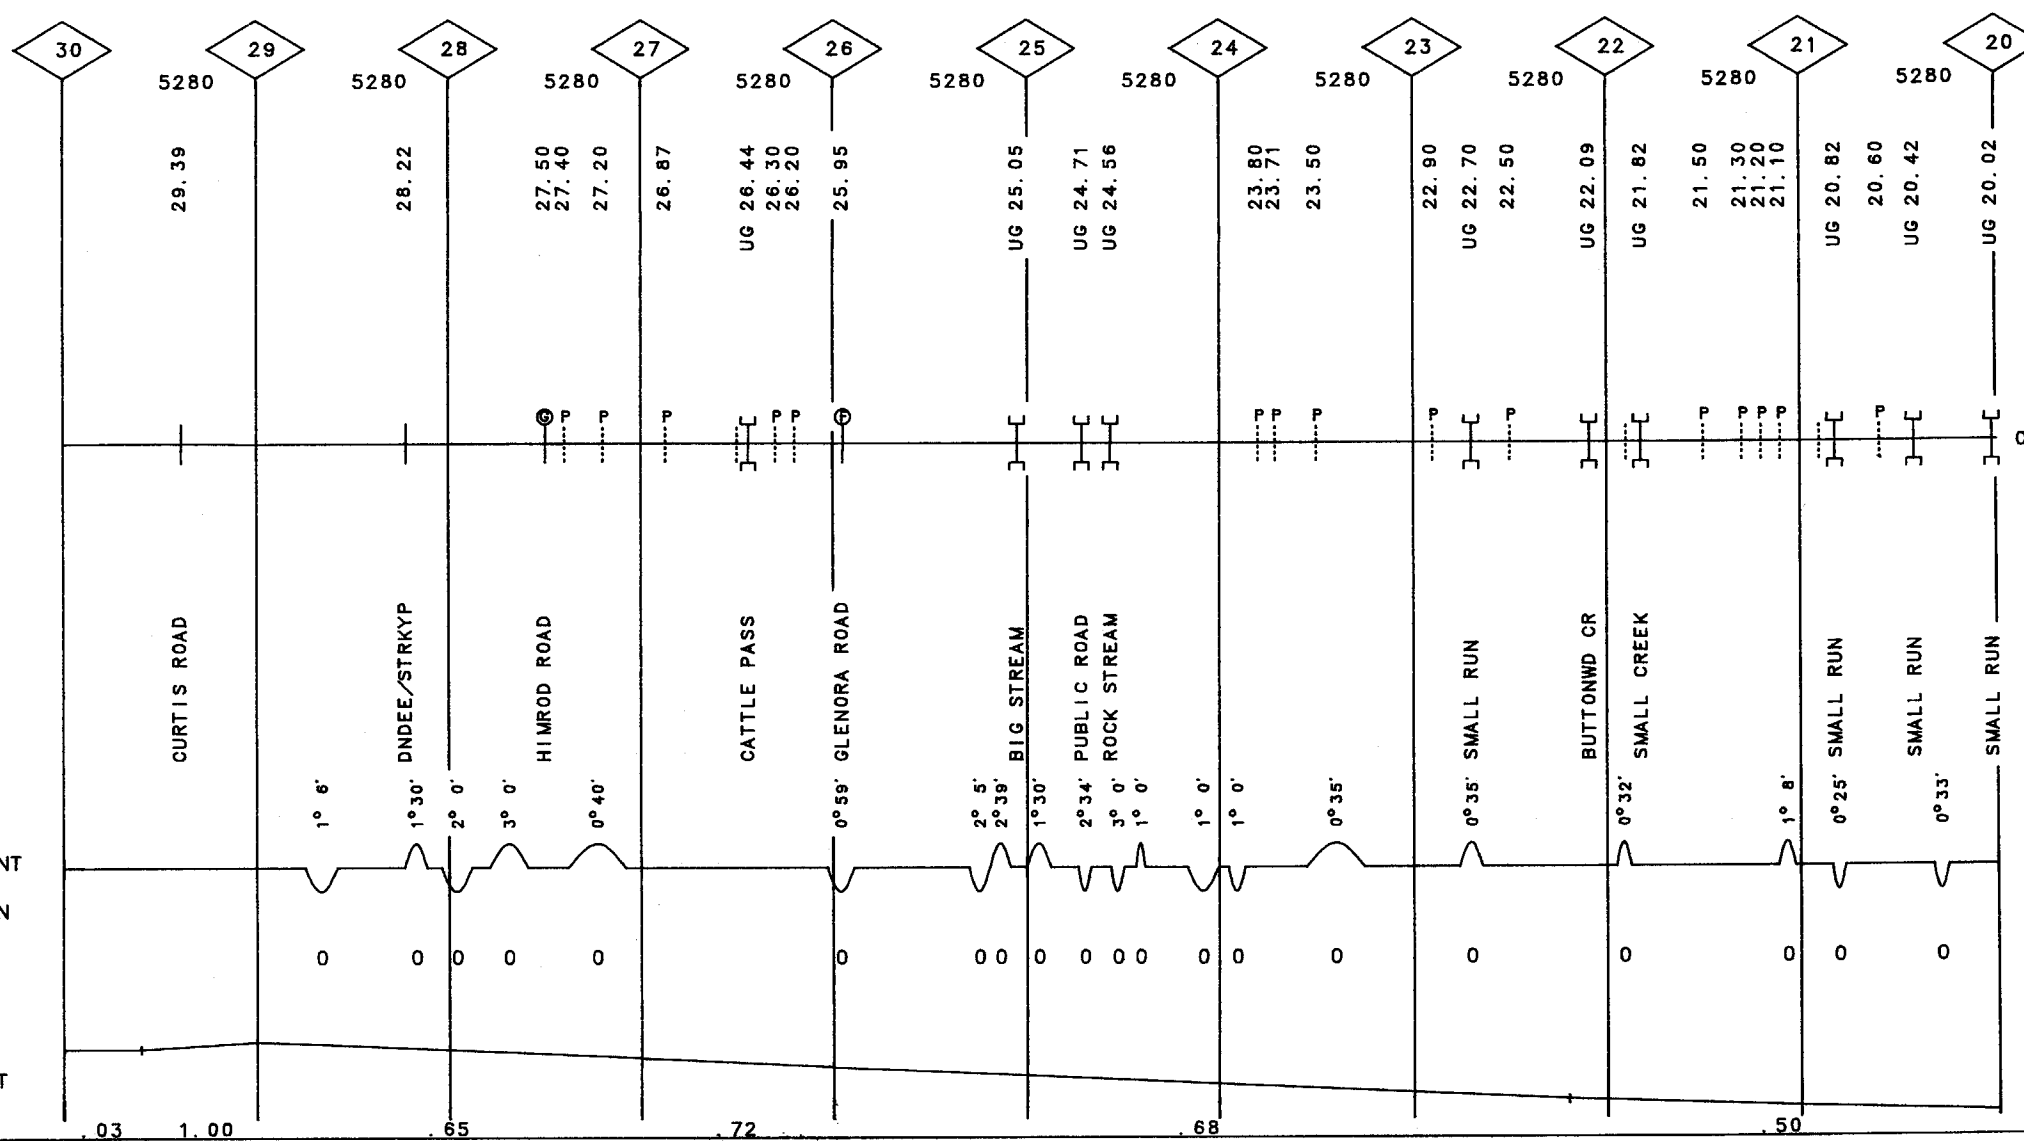 30 29 28 27 26 25 24 23 22 21 20
5280 5280 5280 5280 5280 5280 5280 5280 5280 5280
29.39
28.22
27.50
27.40
27.20
26.87
UG 26.44
26.30
26.20
25.95
UG 25.05
UG 24.71
UG 24.56
23.80
23.71
23.50
22.90
UG 22.70
22.50
UG 22.09
UG 21.82
21.50
21.30
21.20
21.10
UG 20.82
20.60
UG 20.42
UG 20.02
G P P P P P F P P P P P P P P P P
CURTIS ROAD
DNDEE/STRKYP
HIMROD ROAD
CATTLE PASS
GLENORA ROAD
BIG STREAM
PUBLIC ROAD
ROCK STREAM
SMALL RUN
BUTTONWD CR
SMALL CREEK
SMALL RUN
SMALL RUN
SMALL RUN
1° 6'
1°30'
2° 0'
3° 0'
0°40'
0°59'
2° 5'
2°39'
1°30'
2°34'
3° 0'
1° 0'
1° 0'
1° 0'
0°35'
0°35'
0°32'
1° 8'
0°25'
0°33'
NT
N
0 0 0 0 0 0 0 0 0 0 0 0 0 0 0 0 0 0 0 0
T
.03 1.00 .65 .72 .68 .50